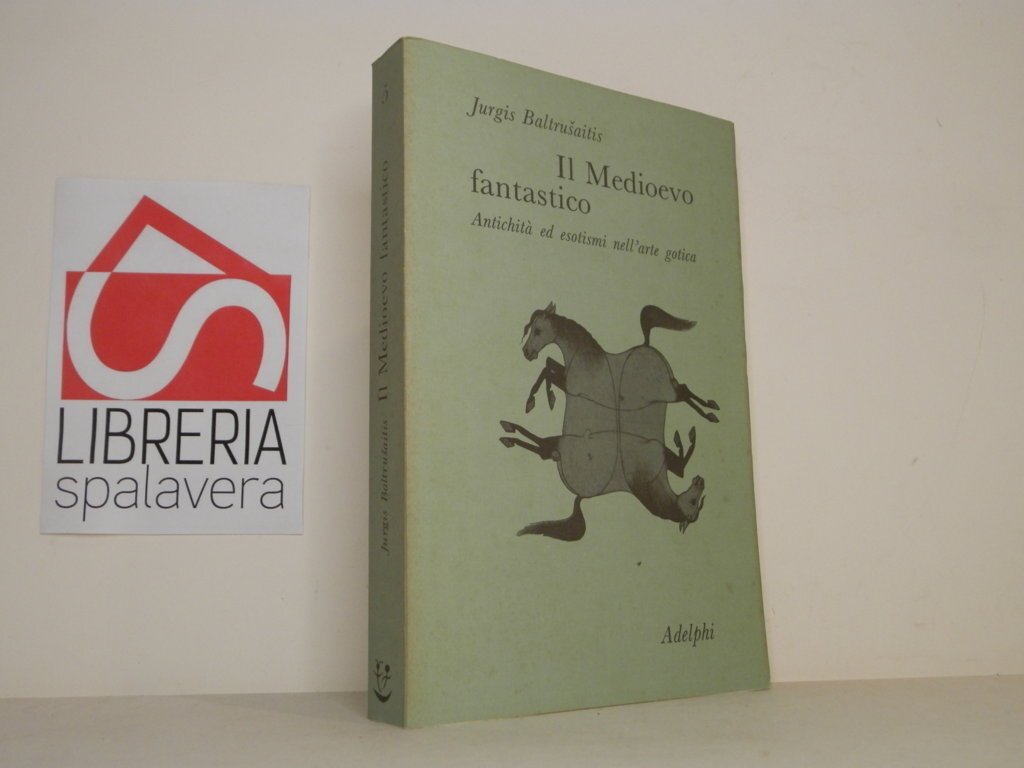 LIBRERIA
spalavera
Jurgis Baltrušaitis Il Medioevo fantastico
Jurgis Baltrušaitis
Il Medioevo
fantastico
Antichità ed esotismi nell'arte gotica
Adelphi